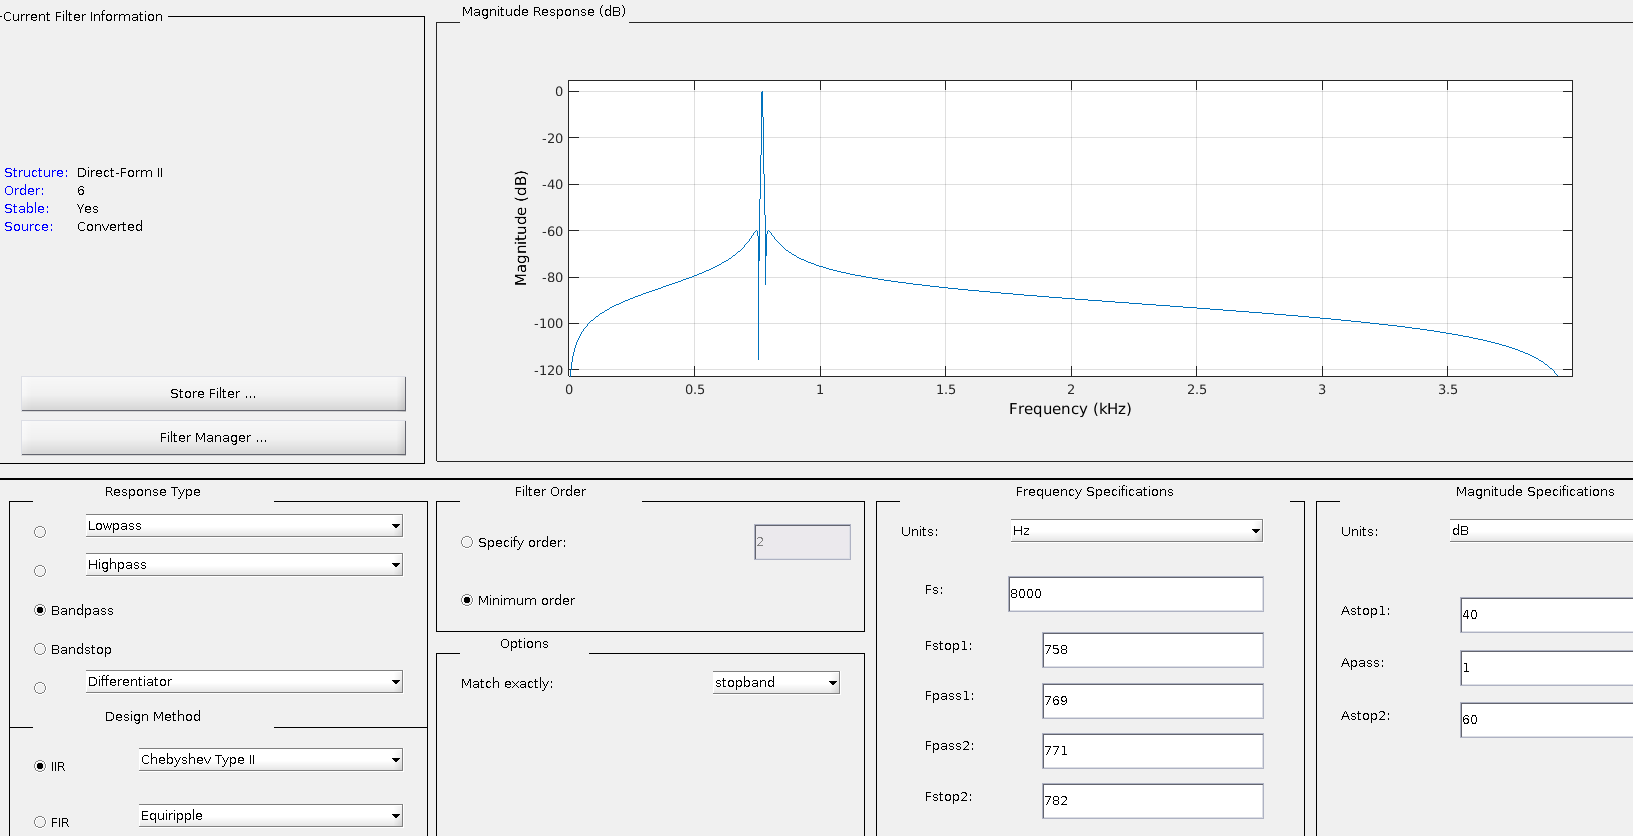 Current Filter Information
Structure: Direct-Form II
Order: 6
Stable: Yes
Source: Converted
Store Filter ...
Filter Manager ...
Magnitude Response (dB)
0
-20
-40
-60
-80
-100
-120
Magnitude (dB)
0 0.5 1 1.5 2 2.5 3 3.5
Frequency (kHz)
Response Type
Lowpass
Highpass
Bandpass
Bandstop
Differentiator
Design Method
IIR Chebyshev Type II
FIR Equiripple
Filter Order
Specify order: 2
Minimum order
Options
Match exactly: stopband
Frequency Specifications
Units: Hz
Fs: 8000
Fstop1: 758
Fpass1: 769
Fpass2: 771
Fstop2: 782
Magnitude Specifications
Units: dB
Astop1: 40
Apass: 1
Astop2: 60